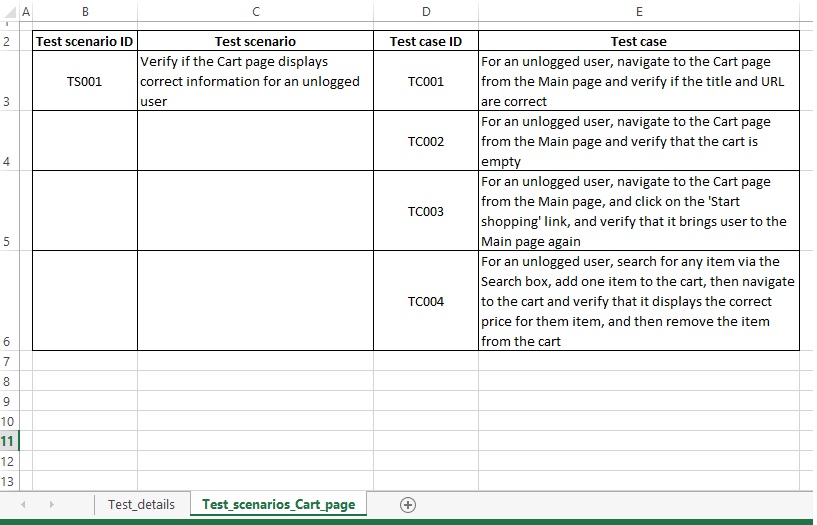 A B C D E
1
2 Test scenario ID Test scenario Test case ID Test case
Verify if the Cart page displays
correct information for an unlogged
user
TS001
TC001
For an unlogged user, navigate to the Cart page
from the Main page and verify if the title and URL
are correct
3
TC002
For an unlogged user, navigate to the Cart page
from the Main page and verify that the cart is
empty
4
TC003
For an unlogged user, navigate to the Cart page
from the Main page, and click on the 'Start
shopping' link, and verify that it brings user to the
Main page again
5
TC004
For an unlogged user, search for any item via the
Search box, add one item to the cart, then navigate
to the cart and verify that it displays the correct
price for them item, and then remove the item
from the cart
6
7
8
9
10
11
12
13
Test_details Test_scenarios_Cart_page